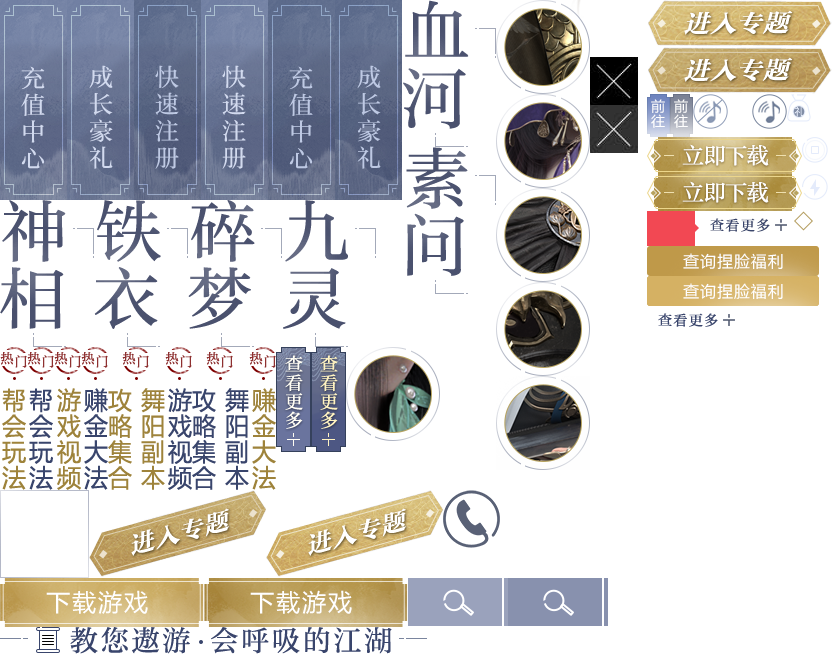 充值中心
成长豪礼
快速注册
快速注册
充值中心
成长豪礼
血河
素问
神相
铁衣
碎梦
九灵
进入专题
进入专题
前往
前往
立即下载
立即下载
查看更多
查询捏脸福利
查询捏脸福利
查看更多
热门
热门
热门
热门
热门
热门
热门
热门
帮会玩法
帮会玩法
游戏视频
赚金大法
攻略集合
舞阳副本
游戏视频
攻略集合
舞阳副本
赚金大法
查看更多
查看更多
进入专题
进入专题
下载游戏
下载游戏
教您遨游·会呼吸的江湖